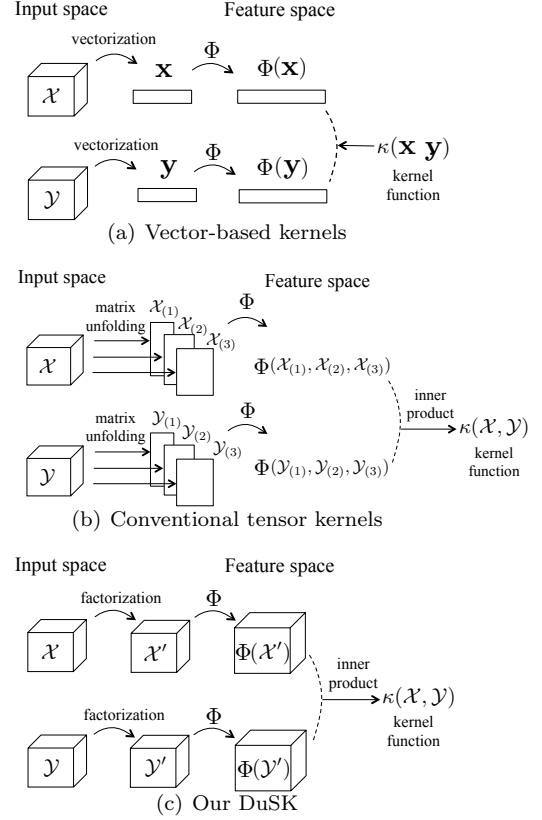 Input space Feature space
vectorization Φ
𝒳 x Φ(x)
vectorization Φ κ(x y)
𝒴 y Φ(y) kernel
function
(a) Vector-based kernels
Input space Feature space
matrix
unfolding
𝒳 𝒳(1) 𝒳(2) 𝒳(3) Φ
Φ(𝒳(1), 𝒳(2), 𝒳(3))
inner
product
κ(𝒳, 𝒴)
kernel
function
matrix
unfolding
𝒴 𝒴(1) 𝒴(2) 𝒴(3) Φ
Φ(𝒴(1), 𝒴(2), 𝒴(3))
(b) Conventional tensor kernels
Input space Feature space
factorization Φ
𝒳 𝒳′ Φ(𝒳′)
inner
product
κ(𝒳, 𝒴)
kernel
function
factorization Φ
𝒴 𝒴′ Φ(𝒴′)
(c) Our DuSK